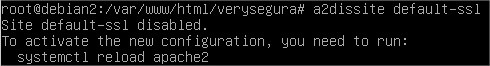 root@debian2:/var/www/html/verysegura# a2dissite default-ssl
Site default-ssl disabled.
To activate the new configuration, you need to run:
  systemctl reload apache2